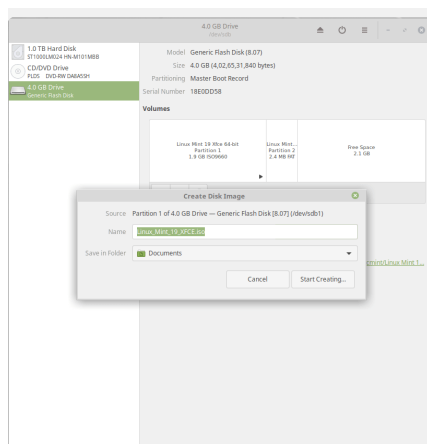 4.0 GB Drive
/dev/sdb
1.0 TB Hard Disk
ST1000LM024 HN-M101MBB
CD/DVD Drive
PLDS DVD-RW DA8A5SH
4.0 GB Drive
Generic Flash Disk
Model Generic Flash Disk (8.07)
Size 4.0 GB (4,02,65,31,840 bytes)
Partitioning Master Boot Record
Serial Number 18E0DD58
Volumes
Linux Mint 19 Xfce 64-bit
Partition 1
1.9 GB ISO9660
Linux Mint...
Partition 2
2.4 MB FAT
Free Space
2.1 GB
Create Disk Image
Source Partition 1 of 4.0 GB Drive — Generic Flash Disk [8.07] (/dev/sdb1)
Name Linux_Mint_19_XFCE.iso
Save in Folder Documents
Cancel
Start Creating...
mint/Linux Mint 1...